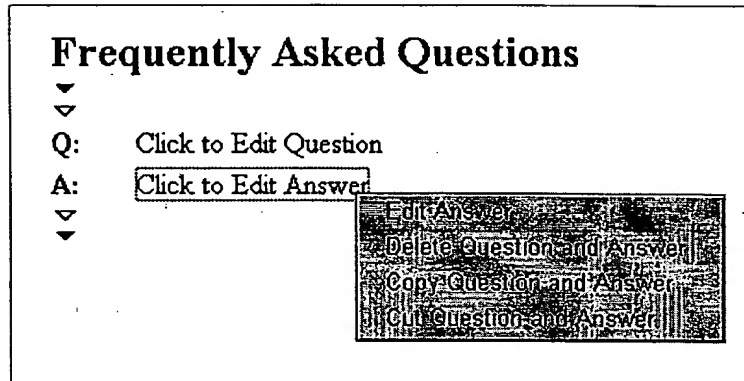 Frequently Asked Questions
Q: Click to Edit Question
A: Click to Edit Answer
Edit Answer
Delete Question and Answer
Copy Question and Answer
Cut Question and Answer